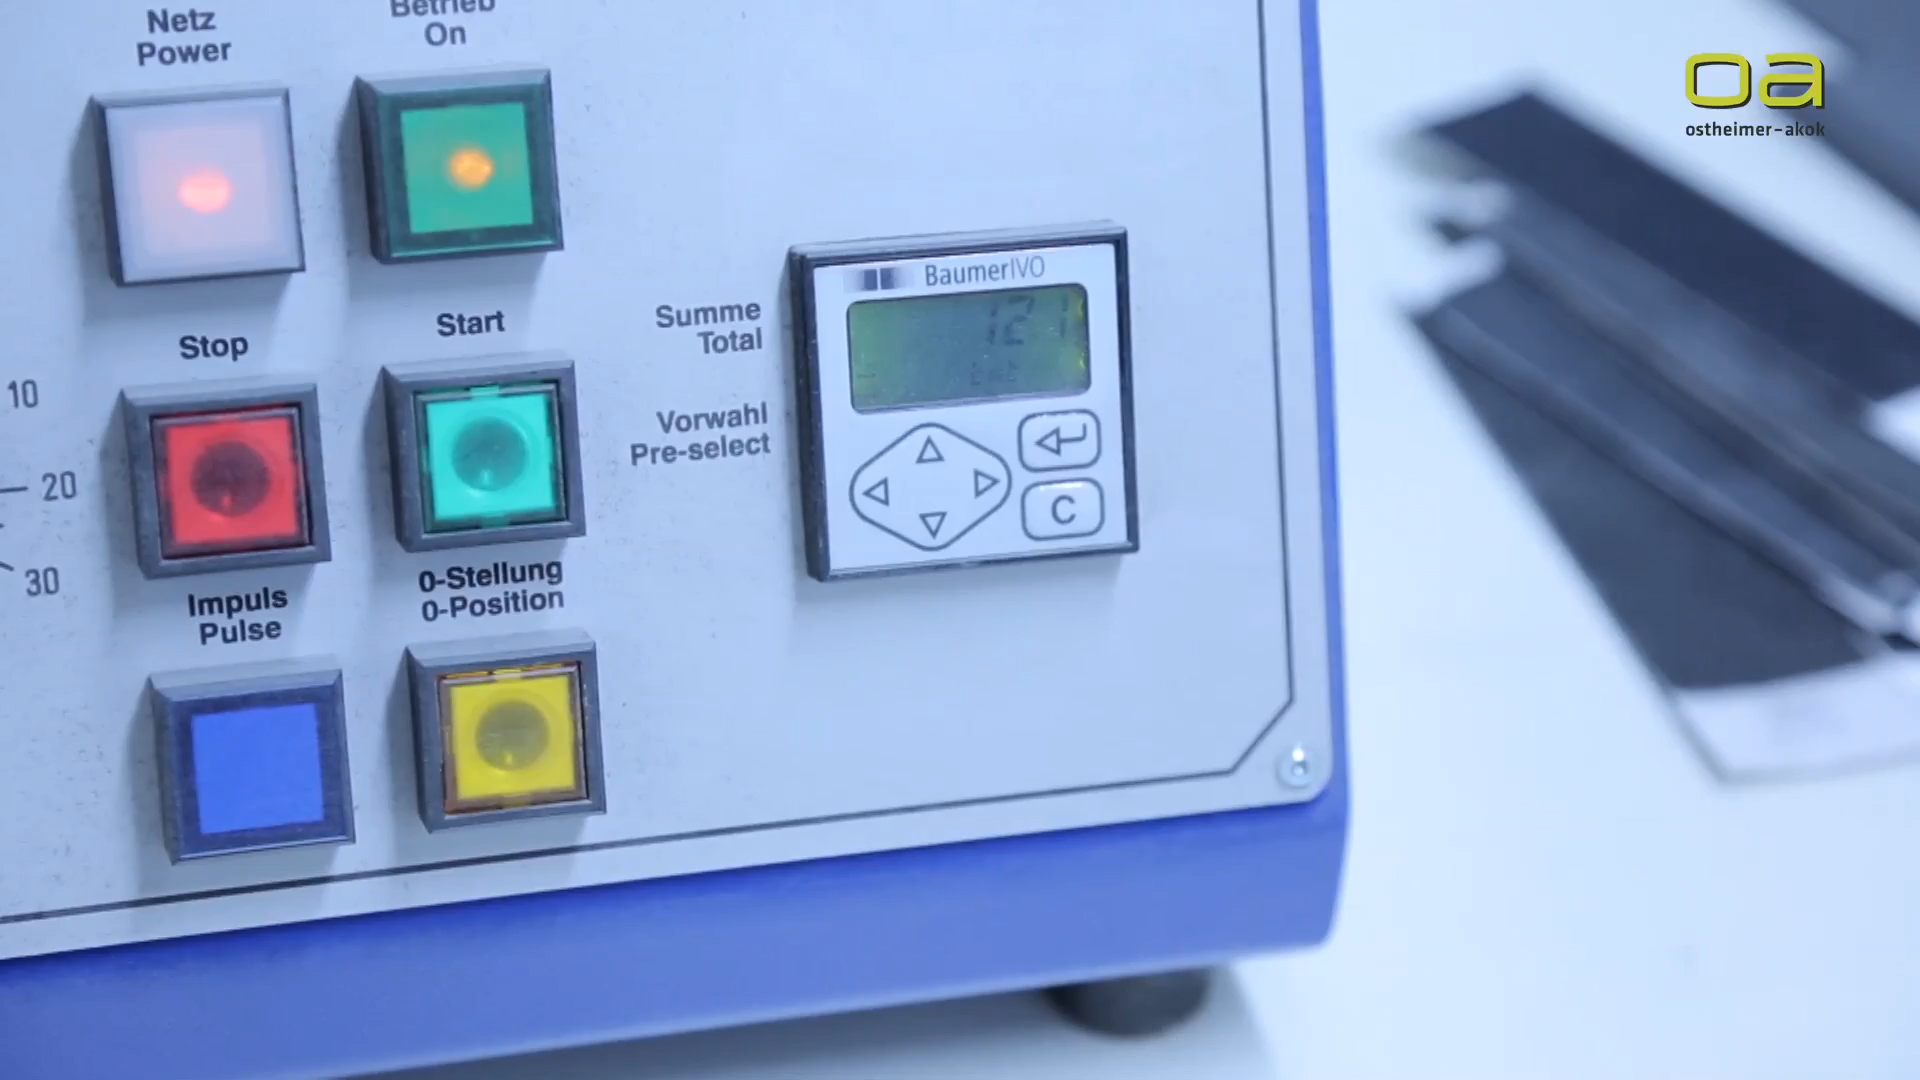 Netz
Power
Betrieb
On
oa
ostheimer-akok
BaumerIVO
Summe
Total
121
Stop
Start
10
20
30
Vorwahl
Pre-select
C
Impuls
Pulse
0-Stellung
0-Position